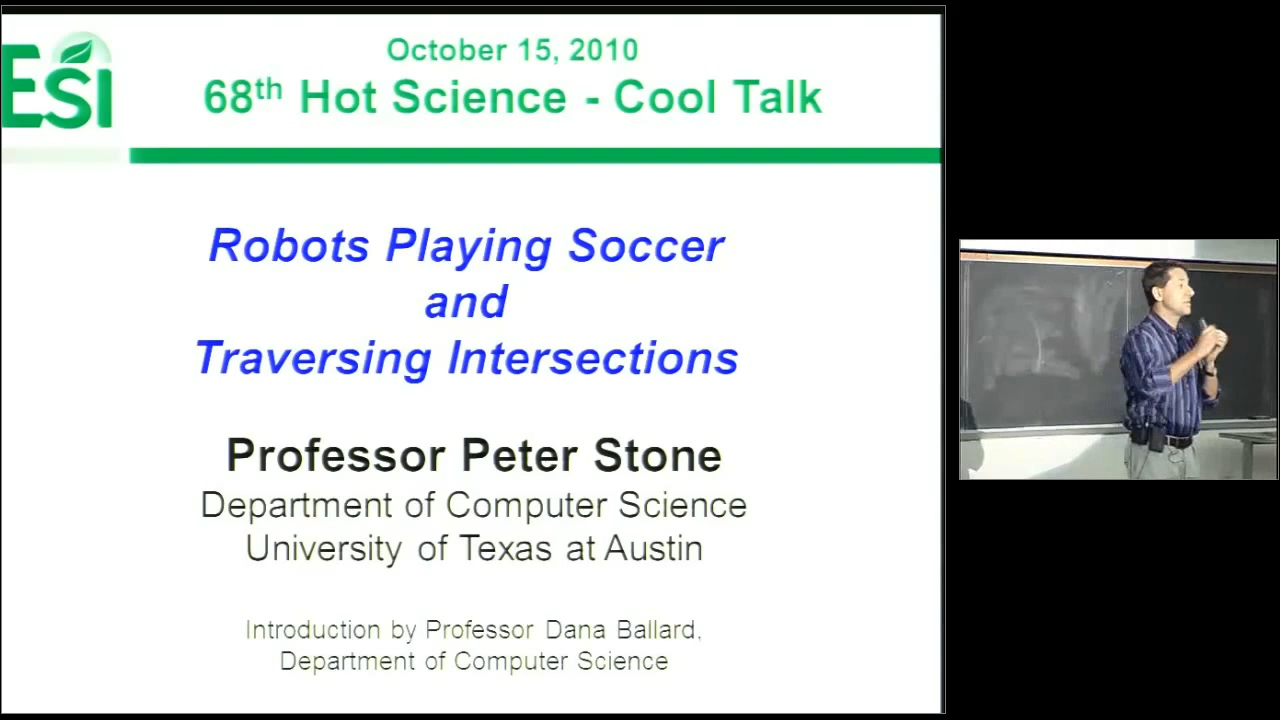 ESI
October 15, 2010
68th Hot Science - Cool Talk
Robots Playing Soccer
and
Traversing Intersections
Professor Peter Stone
Department of Computer Science
University of Texas at Austin
Introduction by Professor Dana Ballard,
Department of Computer Science